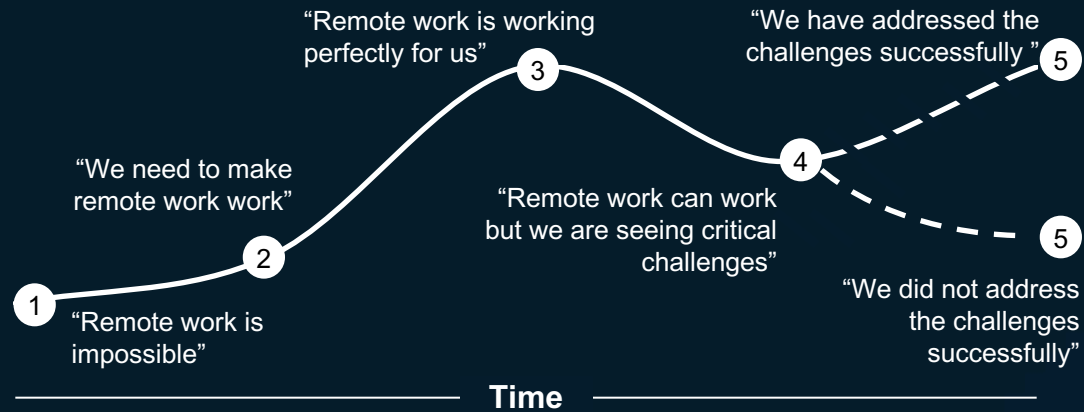 “Remote work is working
perfectly for us”
3
“We have addressed the
challenges successfully ”
5
“We need to make
remote work work”
2
4
“Remote work can work
but we are seeing critical
challenges”
5
“We did not address
the challenges
successfully”
1
“Remote work is
impossible”
Time